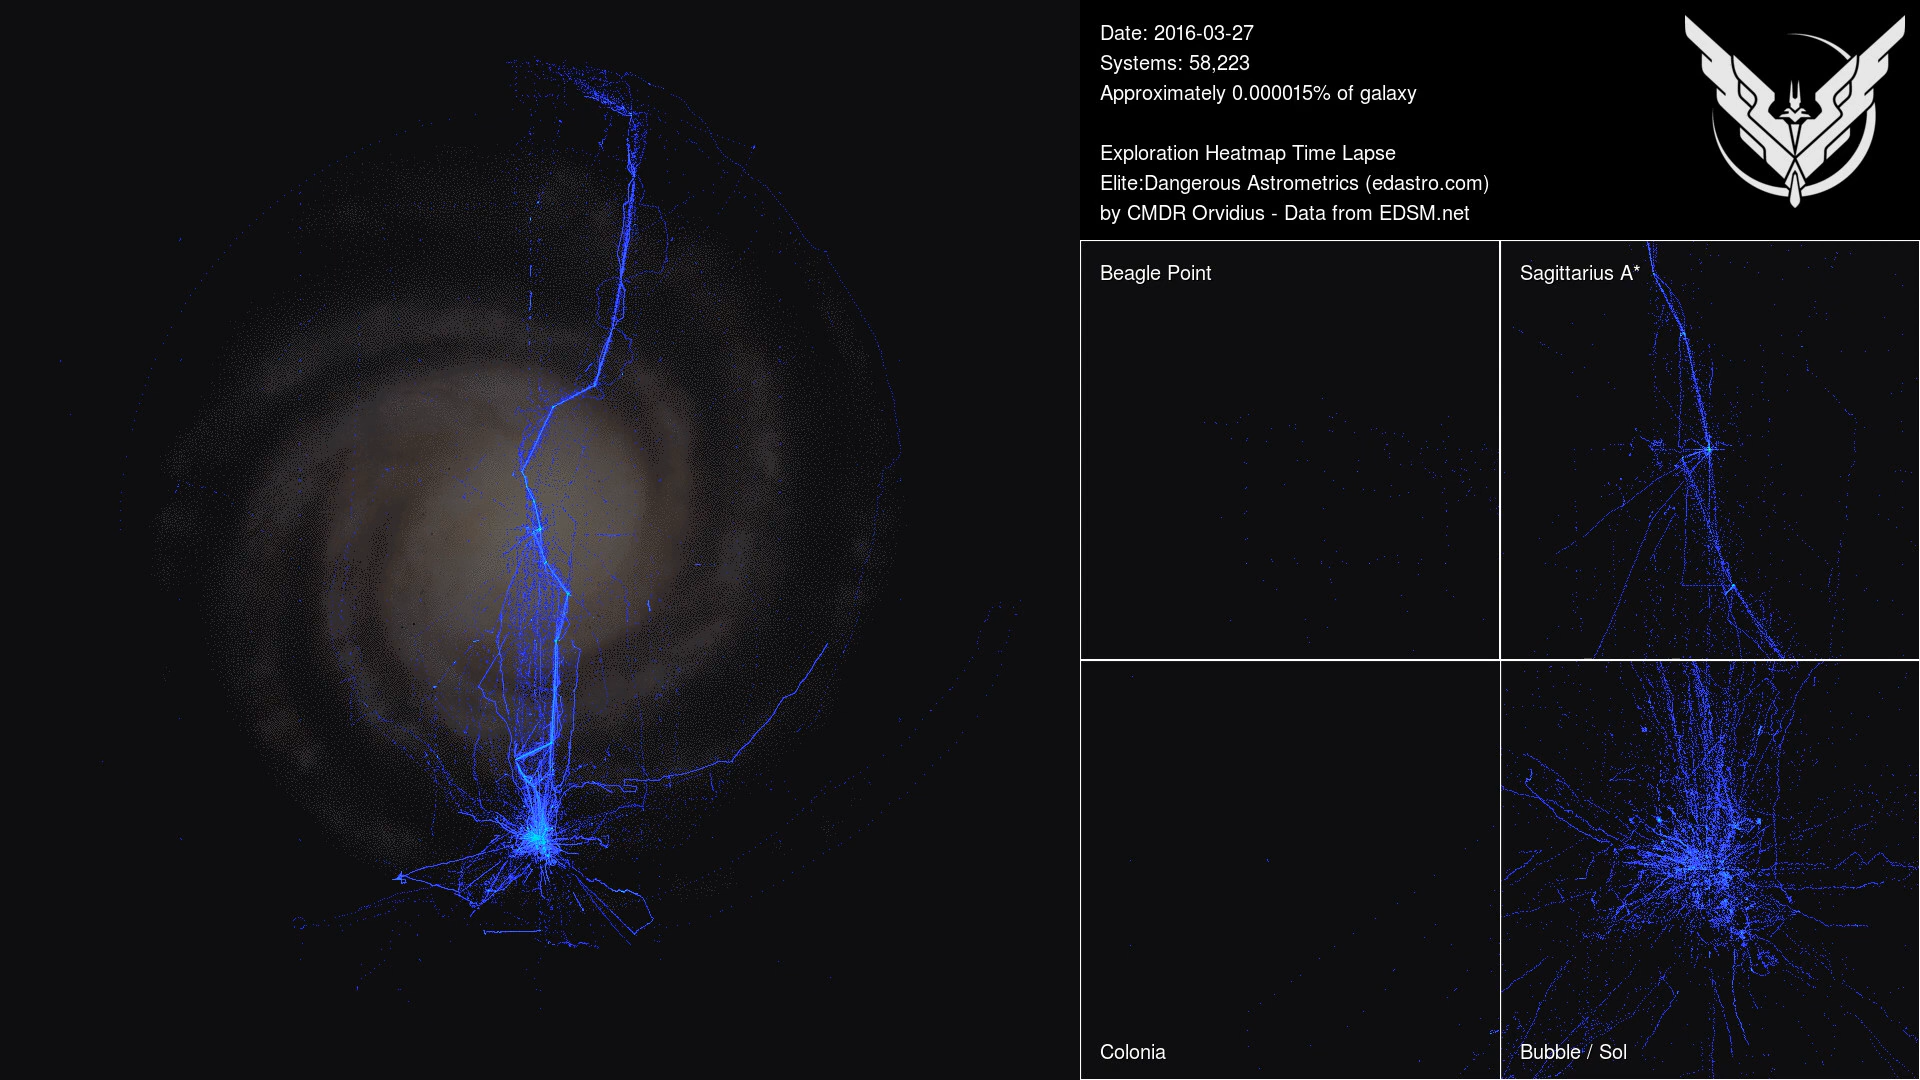 Date: 2016-03-27
Systems: 58,223
Approximately 0.000015% of galaxy
Exploration Heatmap Time Lapse
Elite:Dangerous Astrometrics (edastro.com)
by CMDR Orvidius - Data from EDSM.net
Beagle Point
Sagittarius A*
Colonia
Bubble / Sol